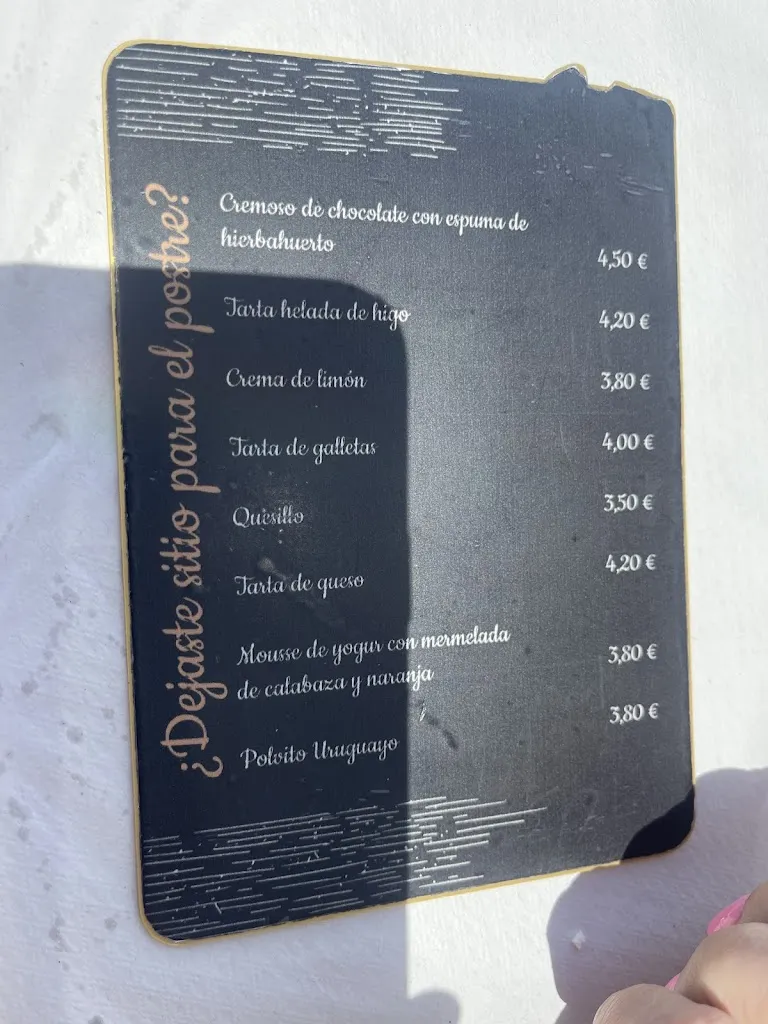 ¿Dejaste sitio para el postre?
Cremoso de chocolate con espuma de
hierbahuerto
4,50 €
Tarta helada de higo
4,20 €
Crema de limón
3,80 €
Tarta de galletas
4,00 €
Quesillo
3,50 €
Tarta de queso
4,20 €
Mousse de yogur con mermelada
de calabaza y naranja
3,80 €
Polvito Uruguayo
3,80 €